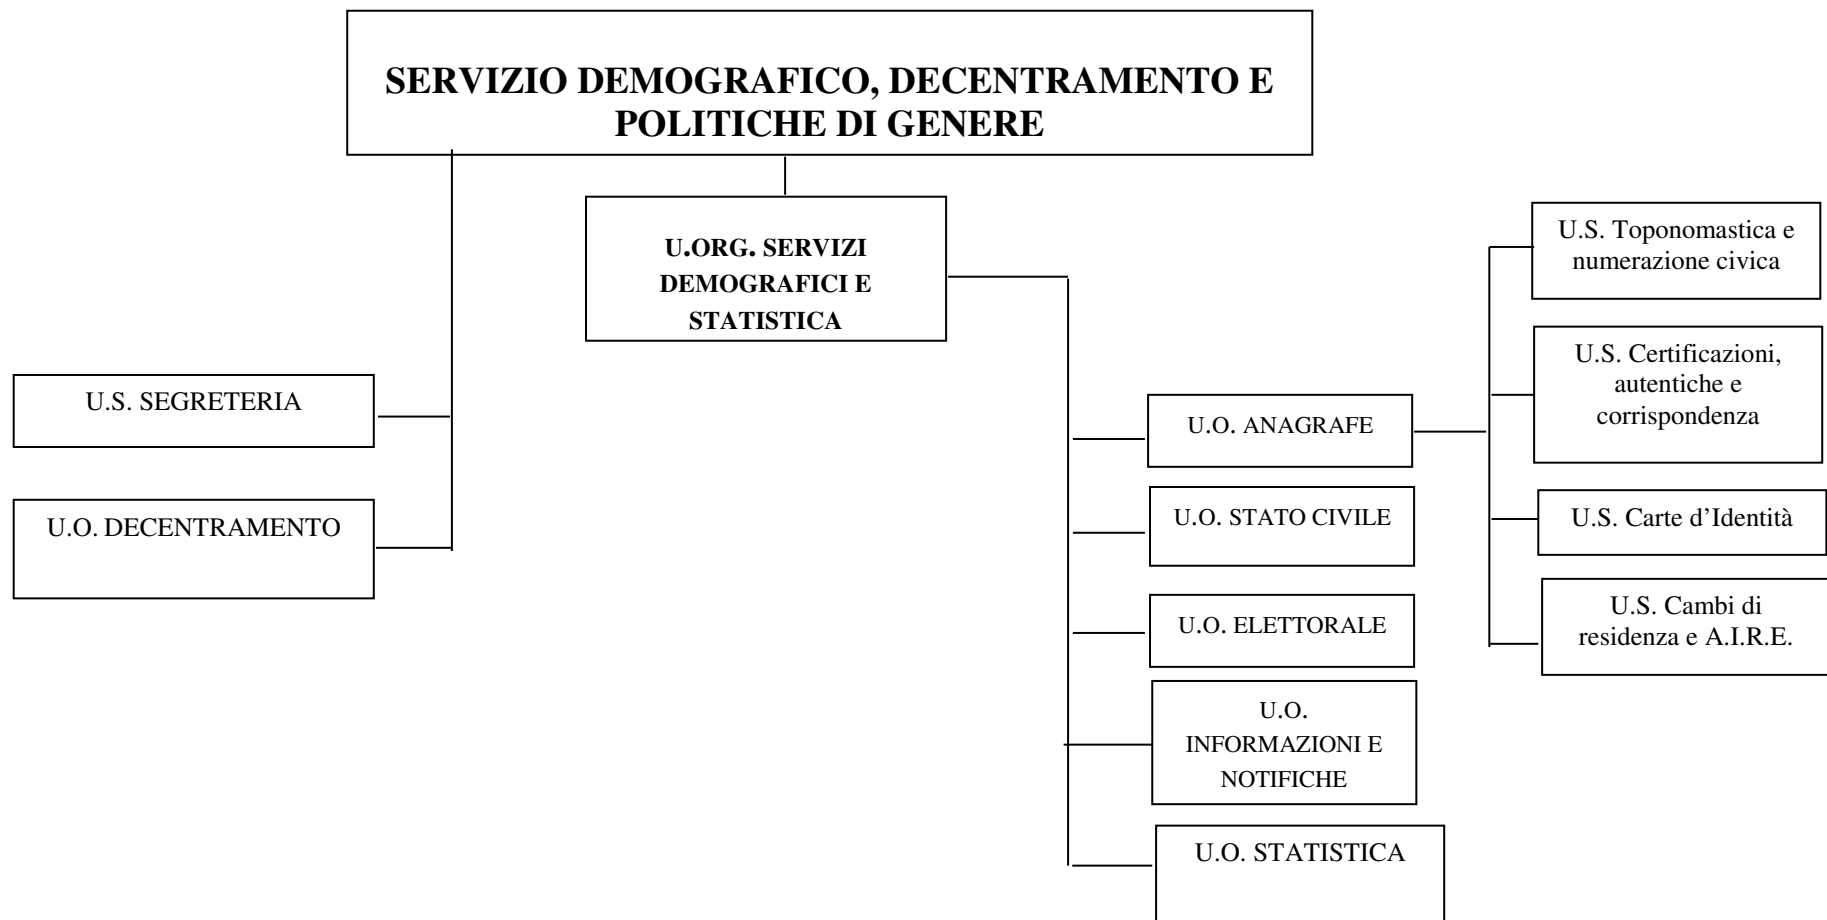 SERVIZIO DEMOGRAFICO, DECENTRAMENTO E
POLITICHE DI GENERE
U.ORG. SERVIZI
DEMOGRAFICI E
STATISTICA
U.S. SEGRETERIA
U.O. DECENTRAMENTO
U.O. ANAGRAFE
U.O. STATO CIVILE
U.O. ELETTORALE
U.O.
INFORMAZIONI E
NOTIFICHE
U.O. STATISTICA
U.S. Toponomastica e
numerazione civica
U.S. Certificazioni,
autentiche e
corrispondenza
U.S. Carte d’Identità
U.S. Cambi di
residenza e A.I.R.E.